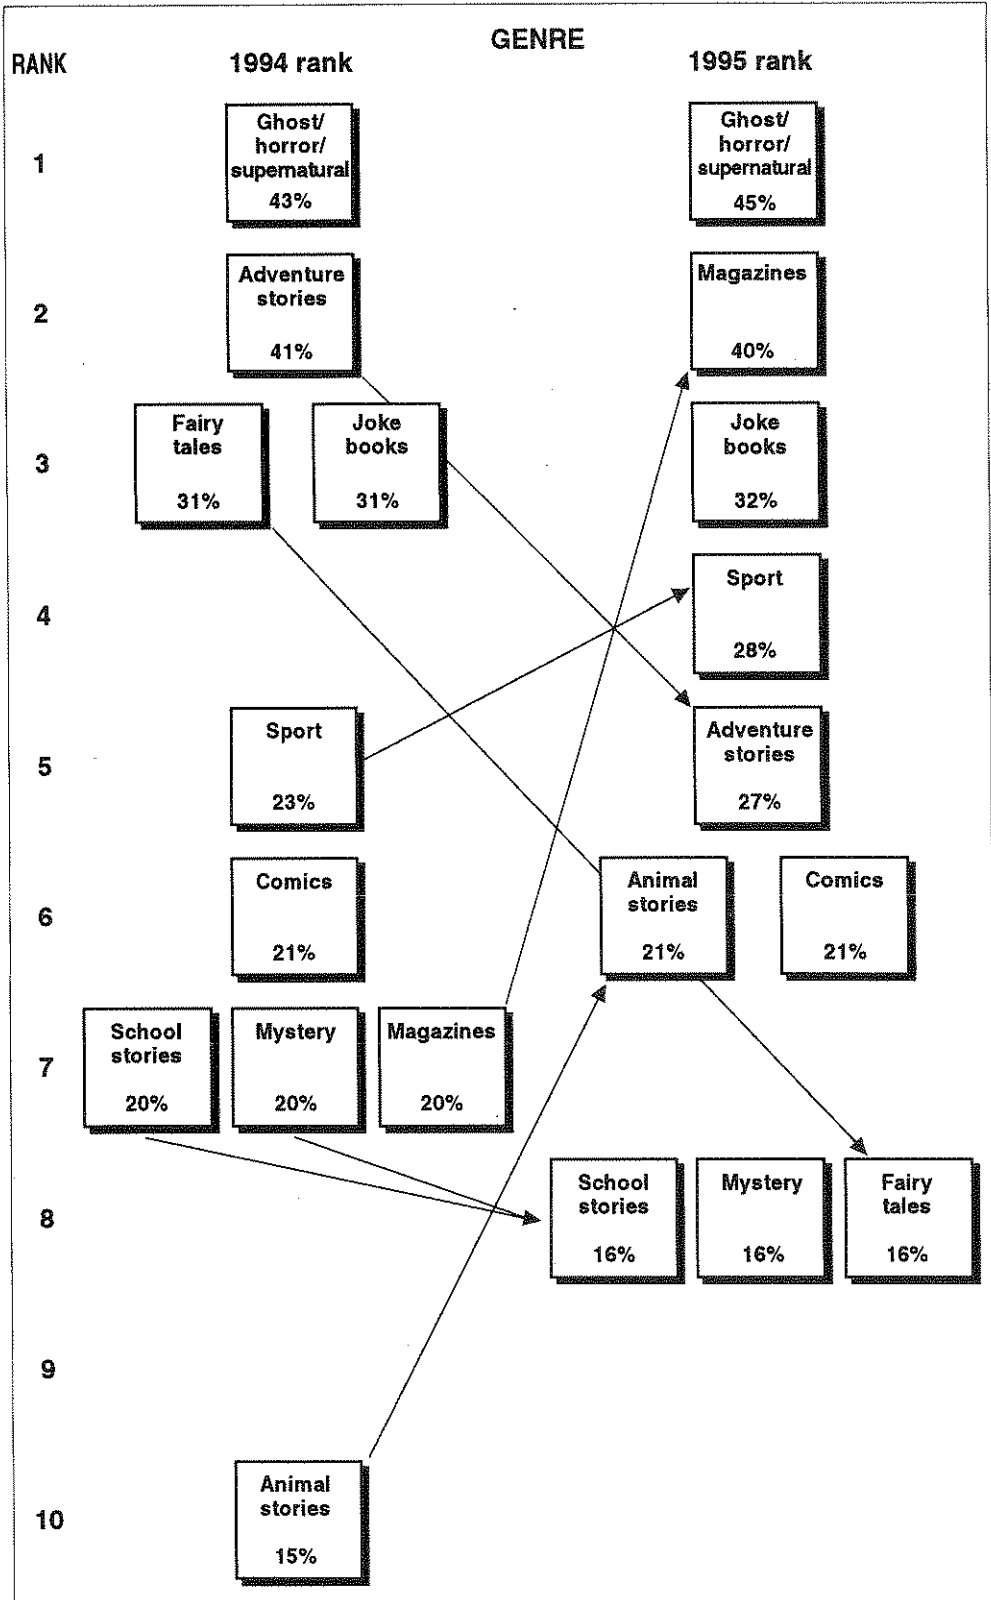 GENRE
RANK
1994 rank
1995 rank
1
Ghost/
horror/
supernatural
43%
Ghost/
horror/
supernatural
45%
2
Adventure
stories
41%
Magazines
40%
3
Fairy
tales
31%
Joke
books
31%
Joke
books
32%
4
Sport
28%
5
Sport
23%
Adventure
stories
27%
6
Comics
21%
Animal
stories
21%
Comics
21%
7
School
stories
20%
Mystery
20%
Magazines
20%
8
School
stories
16%
Mystery
16%
Fairy
tales
16%
9
10
Animal
stories
15%